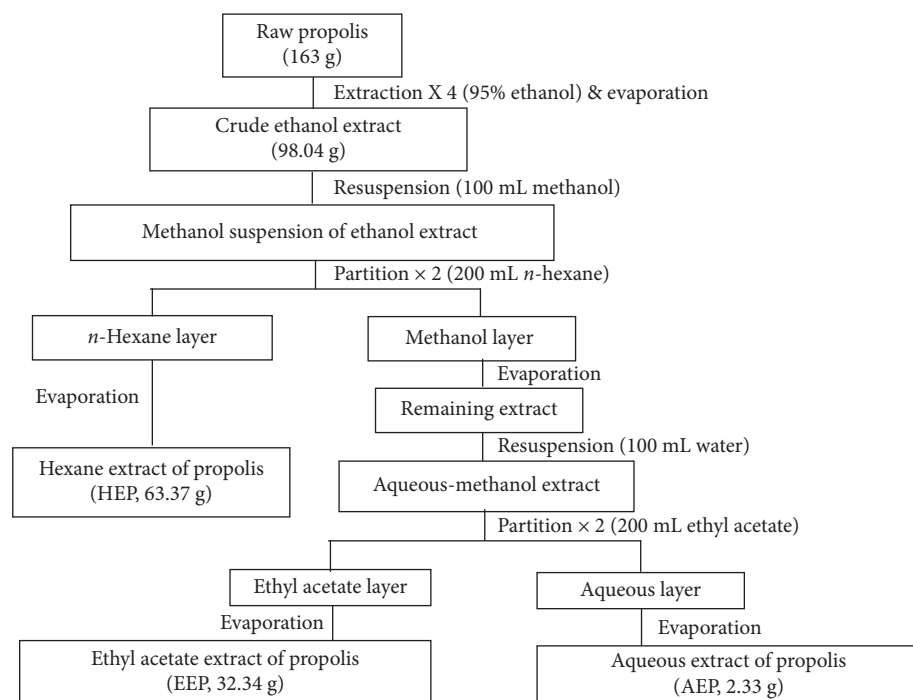 Raw propolis
(163 g)
Extraction X 4 (95% ethanol) & evaporation
Crude ethanol extract
(98.04 g)
Resuspension (100 mL methanol)
Methanol suspension of ethanol extract
Partition × 2 (200 mL n-hexane)
n-Hexane layer
Methanol layer
Evaporation
Evaporation
Remaining extract
Resuspension (100 mL water)
Hexane extract of propolis
(HEP, 63.37 g)
Aqueous-methanol extract
Partition × 2 (200 mL ethyl acetate)
Ethyl acetate layer
Aqueous layer
Evaporation
Evaporation
Ethyl acetate extract of propolis
(EEP, 32.34 g)
Aqueous extract of propolis
(AEP, 2.33 g)